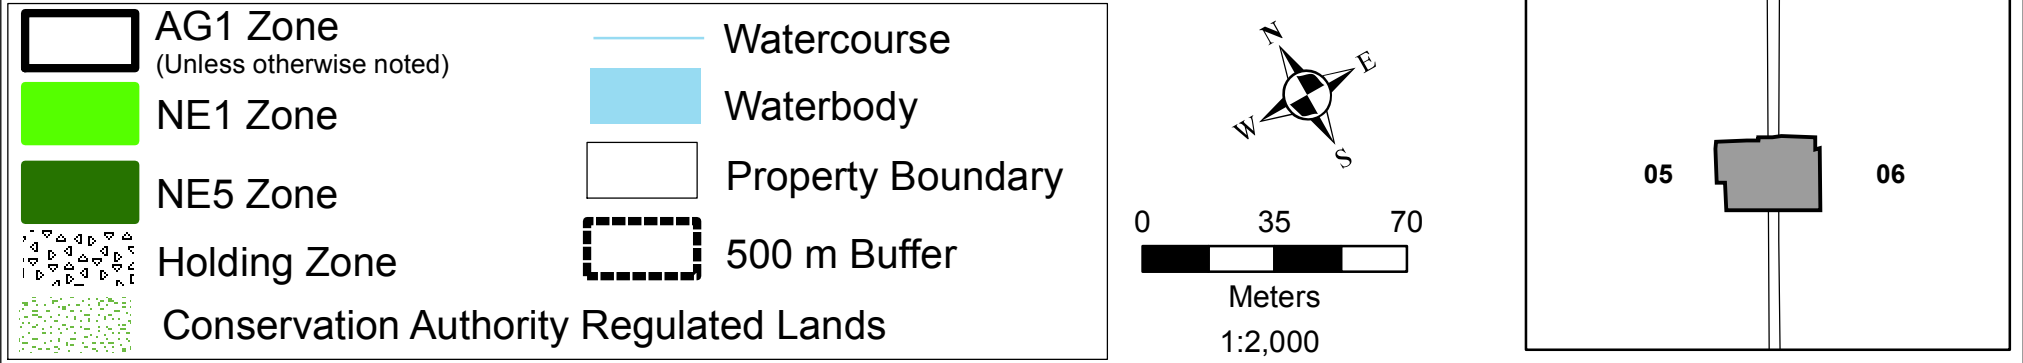 AG1 Zone
(Unless otherwise noted)
NE1 Zone
NE5 Zone
Holding Zone
Conservation Authority Regulated Lands
Watercourse
Waterbody
Property Boundary
500 m Buffer
N
E
W
S
0 35 70
Meters
1:2,000
05 06